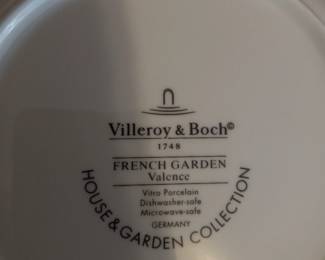 Villeroy & Boch©
1748
FRENCH GARDEN
Valence
Vitro Porcelain
Dishwasher-safe
Microwave-safe
GERMANY
HOUSE & GARDEN COLLECTION